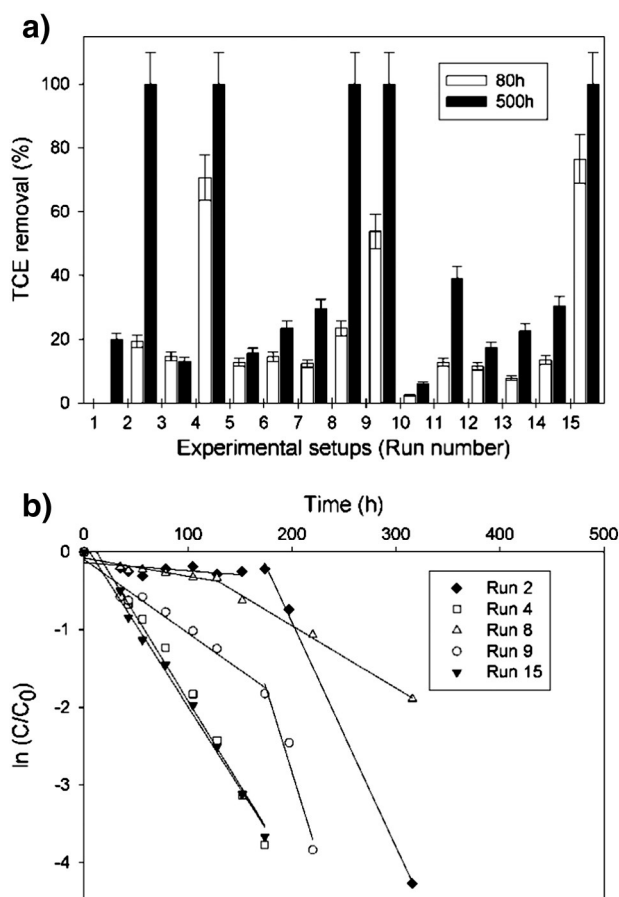 a)
TCE removal (%)
100
80
60
40
20
0
80h
500h
1 2 3 4 5 6 7 8 9 10 11 12 13 14 15
Experimental setups (Run number)
b)
Time (h)
0 100 200 300 400 500
ln (C/C0)
0
-1
-2
-3
-4
Run 2
Run 4
Run 8
Run 9
Run 15